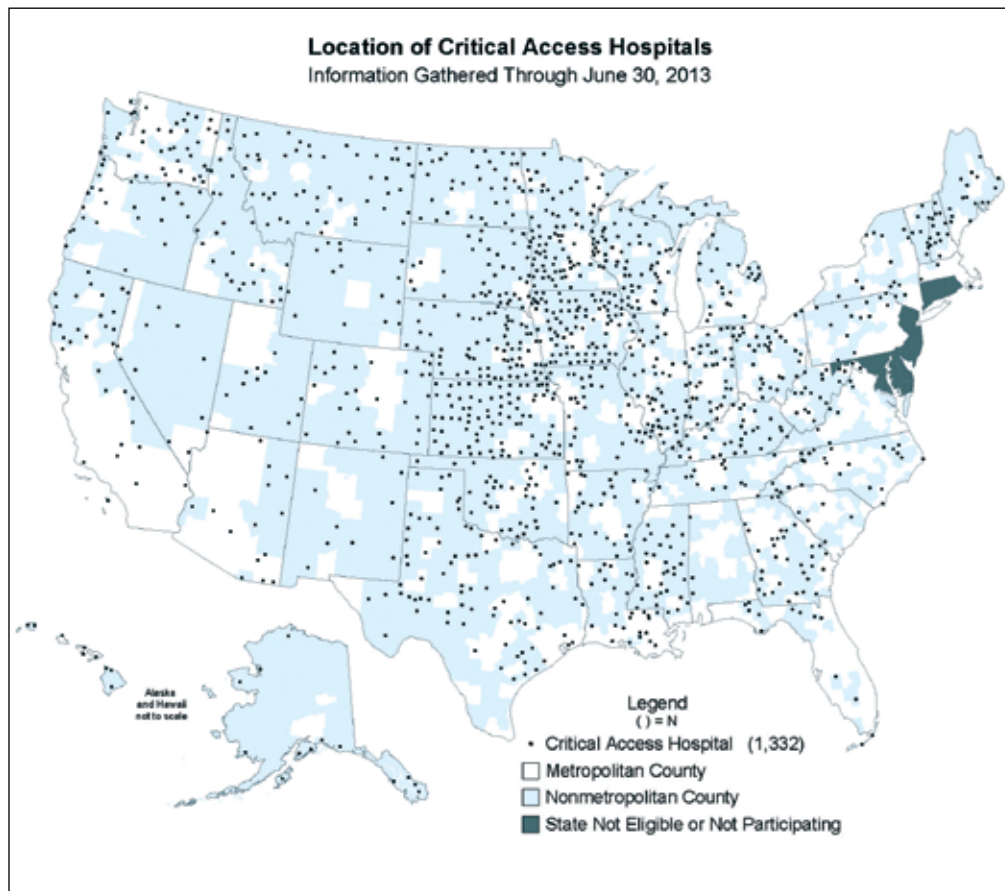 Location of Critical Access Hospitals
Information Gathered Through June 30, 2013
Alaska
and Hawaii
not to scale
Legend
( ) = N
Critical Access Hospital (1,332)
Metropolitan County
Nonmetropolitan County
State Not Eligible or Not Participating